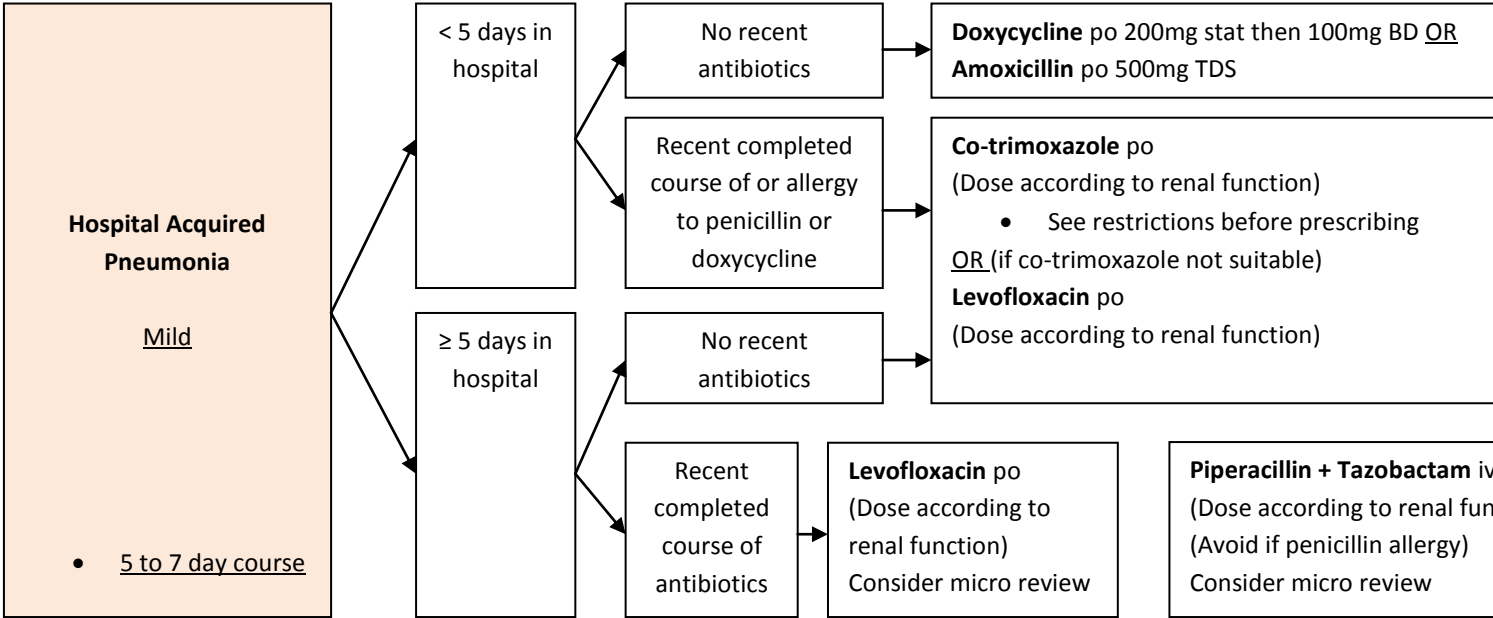 Hospital Acquired
Pneumonia
Mild
• 5 to 7 day course
< 5 days in
hospital
No recent
antibiotics
Doxycycline po 200mg stat then 100mg BD OR
Amoxicillin po 500mg TDS
Recent completed
course of or allergy
to penicillin or
doxycycline
Co-trimoxazole po
(Dose according to renal function)
• See restrictions before prescribing
OR (if co-trimoxazole not suitable)
Levofloxacin po
(Dose according to renal function)
≥ 5 days in
hospital
No recent
antibiotics
Recent
completed
course of
antibiotics
Levofloxacin po
(Dose according to
renal function)
Consider micro review
Piperacillin + Tazobactam iv
(Dose according to renal fun
(Avoid if penicillin allergy)
Consider micro review